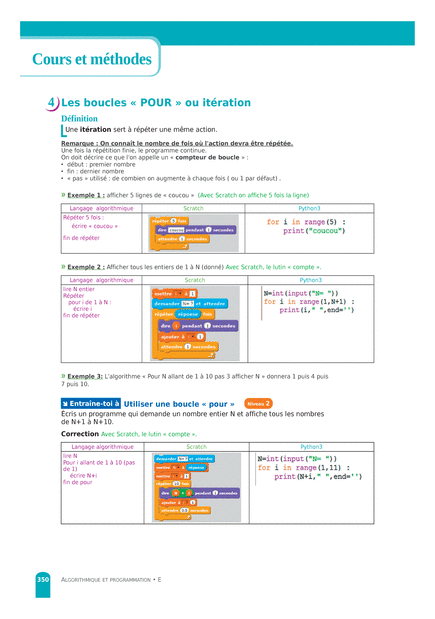 Cours et méthodes
4 Les boucles « POUR » ou itération
Définition
Une itération sert à répéter une même action.
Remarque : On connait le nombre de fois où l'action devra être répétée.
Une fois la répétition finie, le programme continue.
On doit décrire ce que l'on appelle un « compteur de boucle » :
• début : premier nombre
• fin : dernier nombre
• « pas » utilisé : de combien on augmente à chaque fois ( ou 1 par défaut) .
» Exemple 1 : afficher 5 lignes de « coucou » (Avec Scratch on affiche 5 fois la ligne)
Langage algorithmique Scratch Python3
Répéter 5 fois :
écrire « coucou »
fin de répéter
répéter 5 fois
dire coucou pendant 1 secondes
attendre secondes
for i in range(5) :
print("coucou")
» Exemple 2 : Afficher tous les entiers de 1 à N (donné) Avec Scratch, le lutin « compte ».
Langage algorithmique Scratch Python3
lire N entier
Répéter
pour i de 1 à N :
écrire i
fin de répéter
mettre à 1
demander N=? et attendre
répéter réponse fois
dire i pendant 1 secondes
ajouter à 1
attendre 1 secondes
N=int(input("N= "))
for i in range(1,N+1) :
print(i," ",end='')
» Exemple 3: L'algorithme « Pour N allant de 1 à 10 pas 3 afficher N » donnera 1 puis 4 puis
7 puis 10.
Entraîne-toi à Utiliser une boucle « pour » Niveau 2
Écris un programme qui demande un nombre entier N et affiche tous les nombres
de N+1 à N+10.
Correction Avec Scratch, le lutin « compte ».
Langage algorithmique Scratch Python3
lire N
Pour i allant de 1 à 10 (pas
de 1)
écrire N+i
fin de pour
demander N=? et attendre
mettre à réponse
mettre à 1
répéter 10 fois
dire N + i pendant 1 secondes
ajouter à 1
attendre secondes
N=int(input("N= "))
for i in range(1,11) :
print(N+i," ",end='')
350 ALGORITHMIQUE ET PROGRAMMATION • E